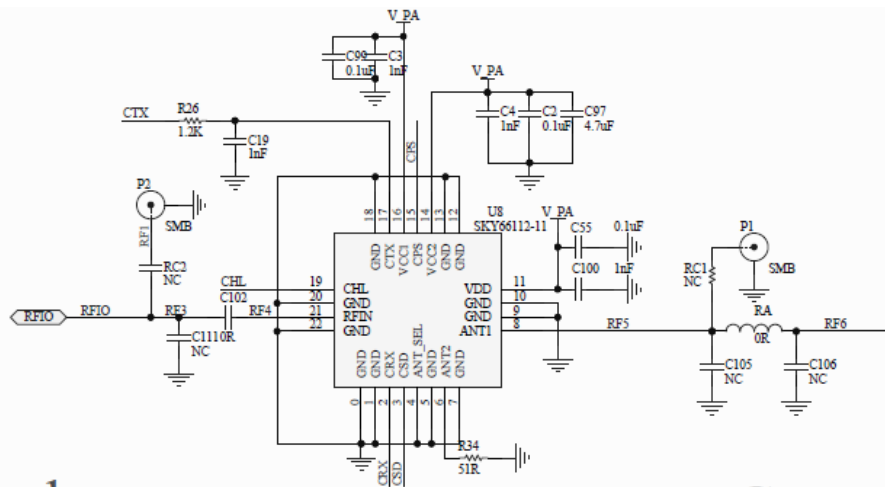 V_PA
C99
0.1uF
C3
1nF
V_PA
C4
1nF
C2
0.1uF
C97
4.7uF
CTX
R26
1.2K
C19
1nF
CPS
P2
SMB
RF1
RC2
NC
18
17
16
15
14
13
12
GND
CTX
VCC1
CPS
VCC2
GND
GND
U8
SKY66112-11
V_PA
C55
0.1uF
C100
1nF
P1
SMB
RC1
NC
CHL
19
CHL
20
GND
21
RFIN
22
GND
VDD
11
GND
10
GND
9
ANT1
8
RFIO
RFIO
RF3
C102
RF4
C111
0R
NC
RF5
RA
0R
RF6
C105
NC
C106
NC
GND
GND
CRX
CSD
ANT_SEL
GND
ANT2
GND
0
1
2
3
4
5
6
7
R34
51R
CRX
CSD